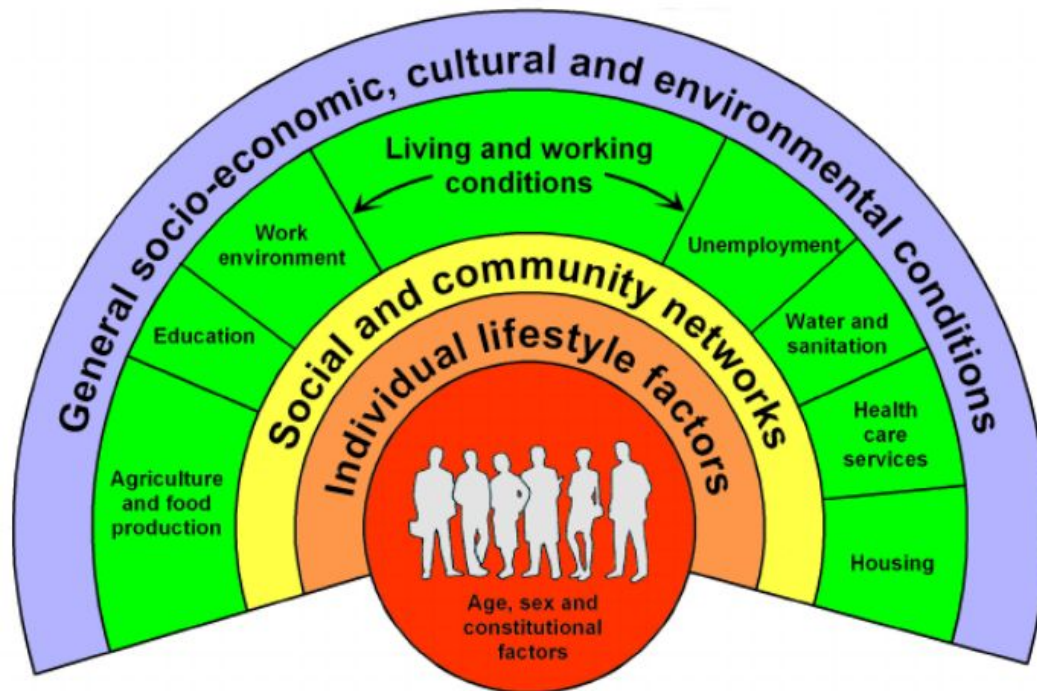 General socio-economic, cultural and environmental conditions
Living and working
conditions
Work
environment
Unemployment
Education
Water and
sanitation
Agriculture
and food
production
Health
care
services
Housing
Social and community networks
Individual lifestyle factors
Age, sex and
constitutional
factors